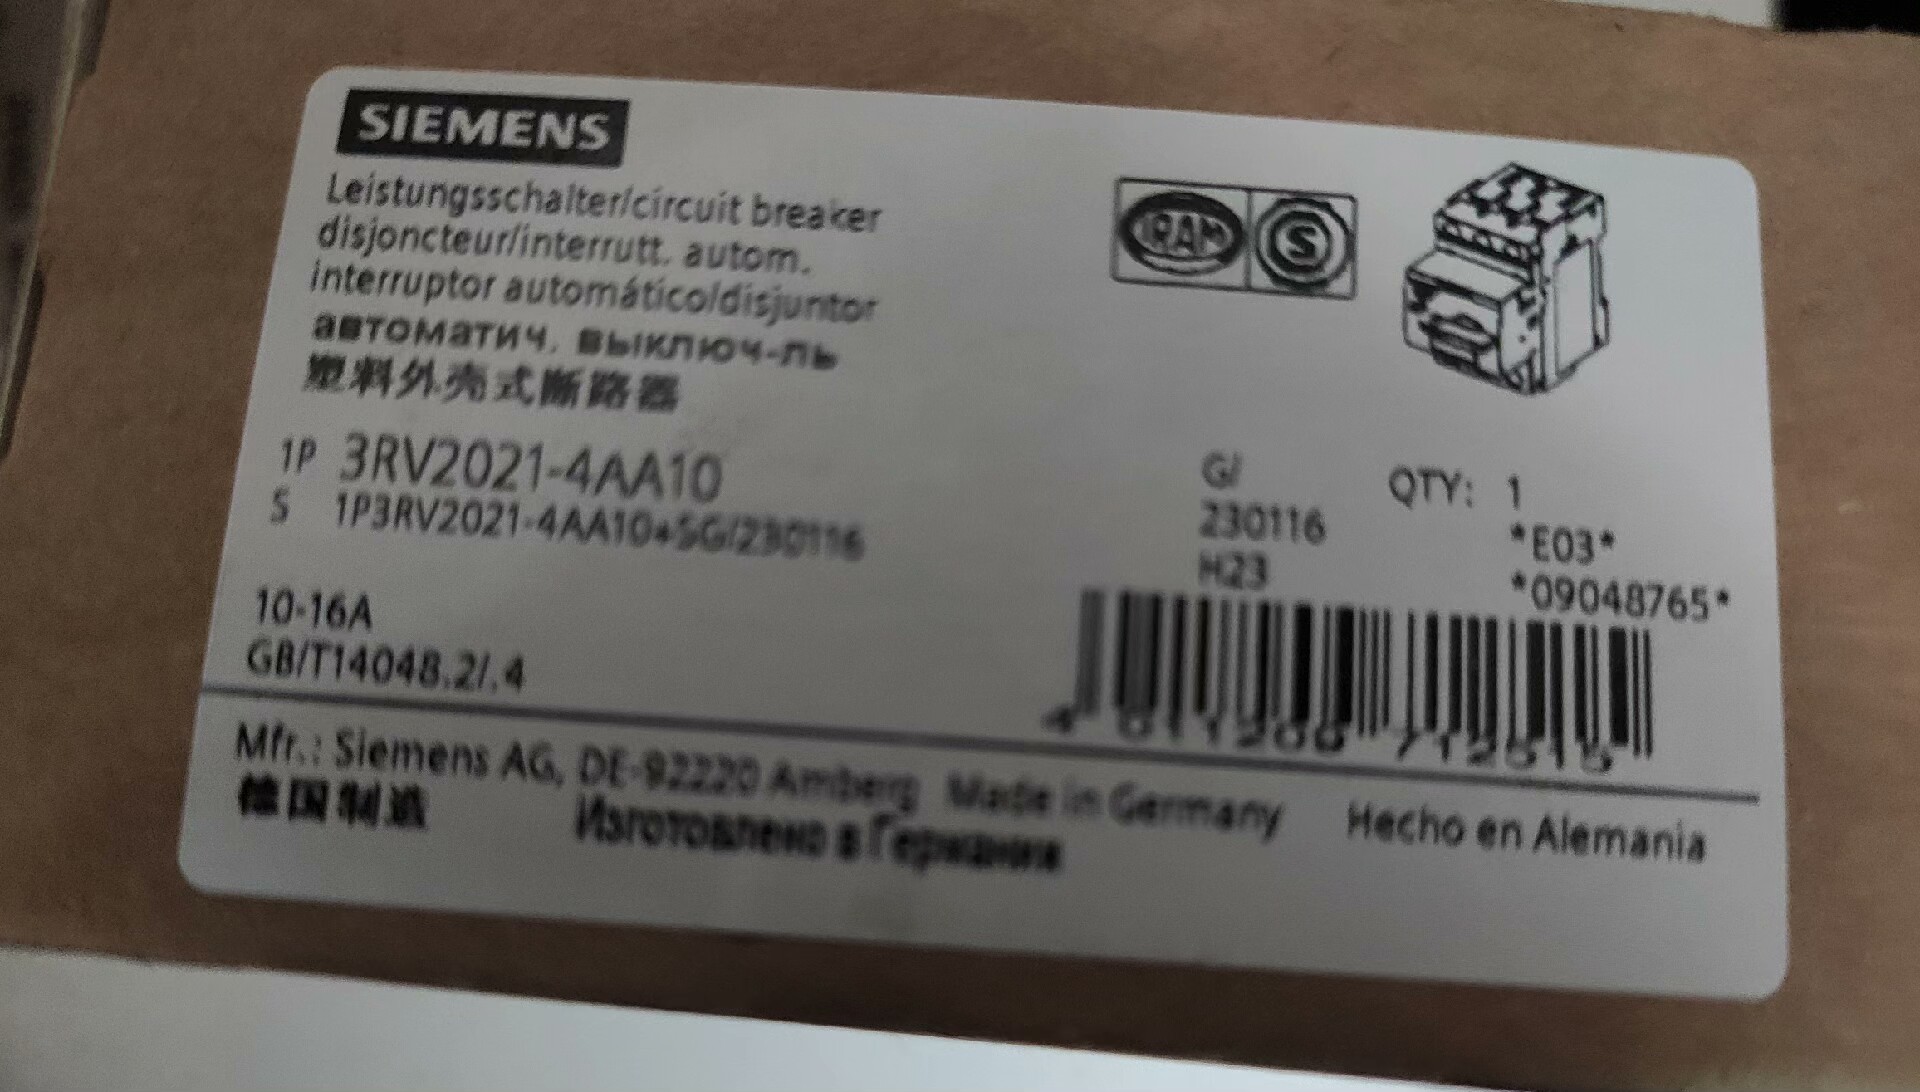 SIEMENS
Leistungsschalter/circuit breaker
disjoncteur/interrutt. autom.
interruptor automático/disjuntor
автоматич. выключ-ль
塑料外壳式断路器
IRAM S
1P 3RV2021-4AA10
S 1P3RV2021-4AA10+SG/230116
G/
230116
H23
QTY: 1
*E03*
*09048765*
10-16A
GB/T14048.2/.4
Mfr.: Siemens AG, DE-92220 Amberg Made in Germany Hecho en Alemania
德国制造 Изготовлено в Германии